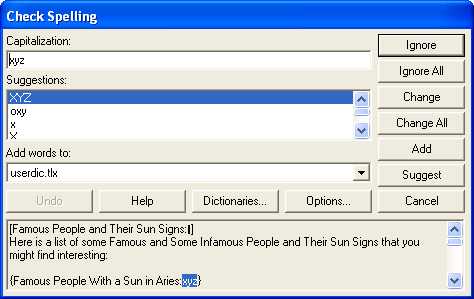 Check Spelling
Capitalization:
xyz
Suggestions:
XYZ
oxy
x
X
Add words to:
userdic.tlx
Ignore
Ignore All
Change
Change All
Add
Suggest
Undo
Help
Dictionaries...
Options...
Cancel
[Famous People and Their Sun Signs:l]
Here is a list of some Famous and Some Infamous People and Their Sun Signs that you
might find interesting:
{Famous People With a Sun in Aries:xyz}